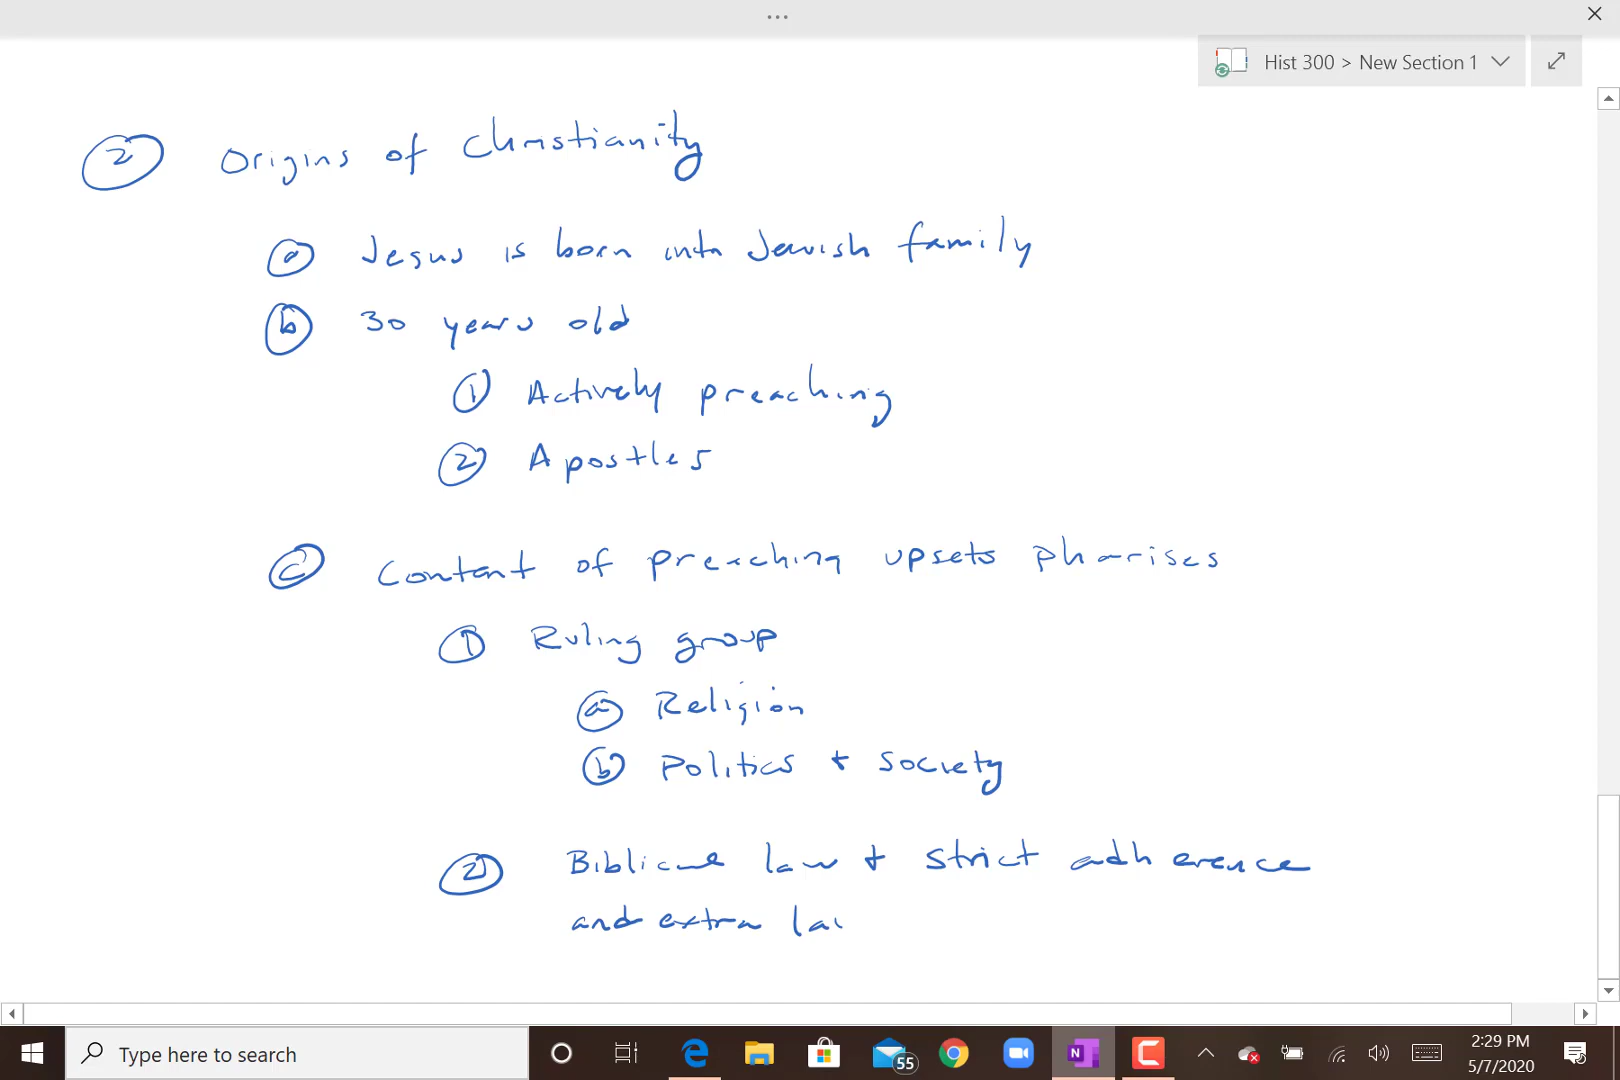 Hist 300 > New Section 1
2 Origins of Christianity
a Jesus is born into Jewish family
b 30 years old
1 Actively preaching
2 Apostles
c Content of preaching upsets pharises
1 Ruling group
a Religion
b Politics + Society
2 Biblical law + strict adherence
and extra
Type here to search
55
N
2:29 PM
5/7/2020